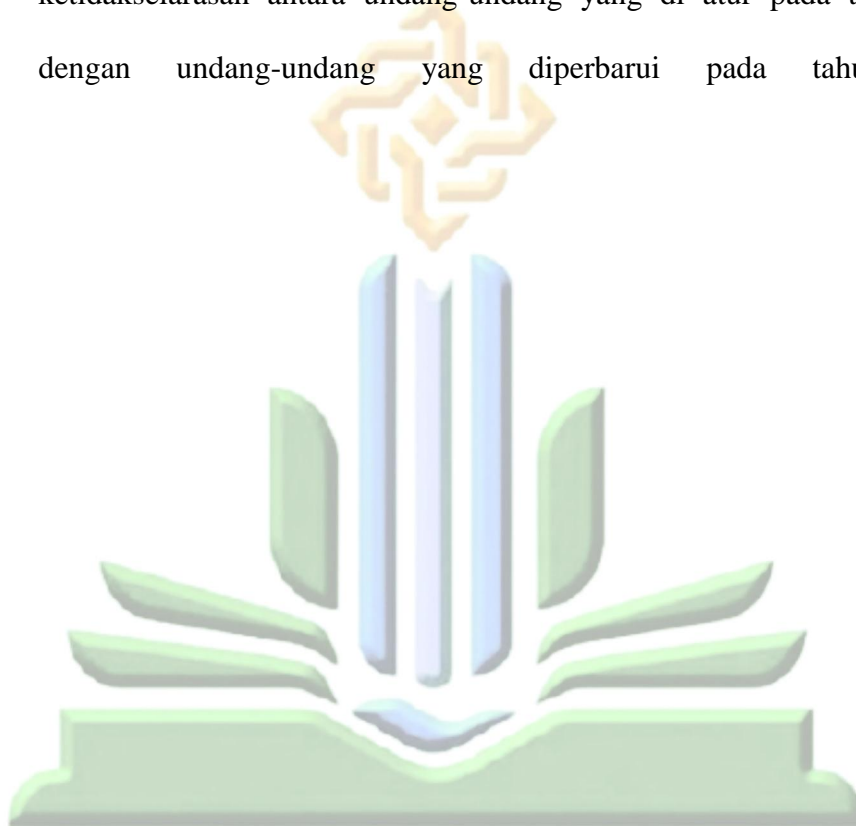 ketidakselarasan antara undang-undang yang di atur pada
dengan undang-undang yang diperbarui pada